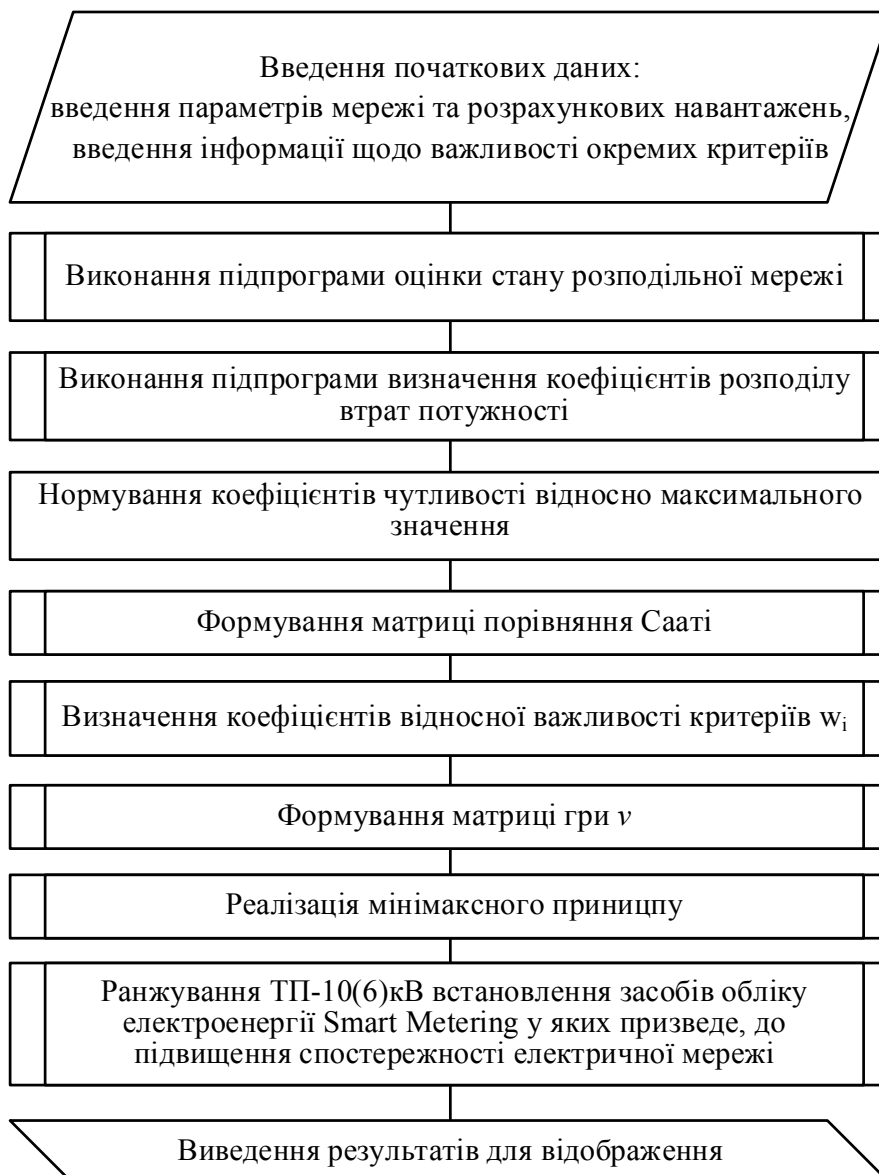 Введення початкових даних:
введення параметрів мережі та розрахункових навантажень,
введення інформації щодо важливості окремих критеріїв
Виконання підпрограми оцінки стану розподільної мережі
Виконання підпрограми визначення коефіцієнтів розподілу
втрат потужності
Нормування коефіцієнтів чутливості відносно максимального
значення
Формування матриці порівняння Сааті
Визначення коефіцієнтів відносної важливості критеріїв wᵢ
Формування матриці гри v
Реалізація мінімаксного приницпу
Ранжування ТП-10(6)кВ встановлення засобів обліку
електроенергії Smart Metering у яких призведе, до
підвищення спостережності електричної мережі
Виведення результатів для відображення